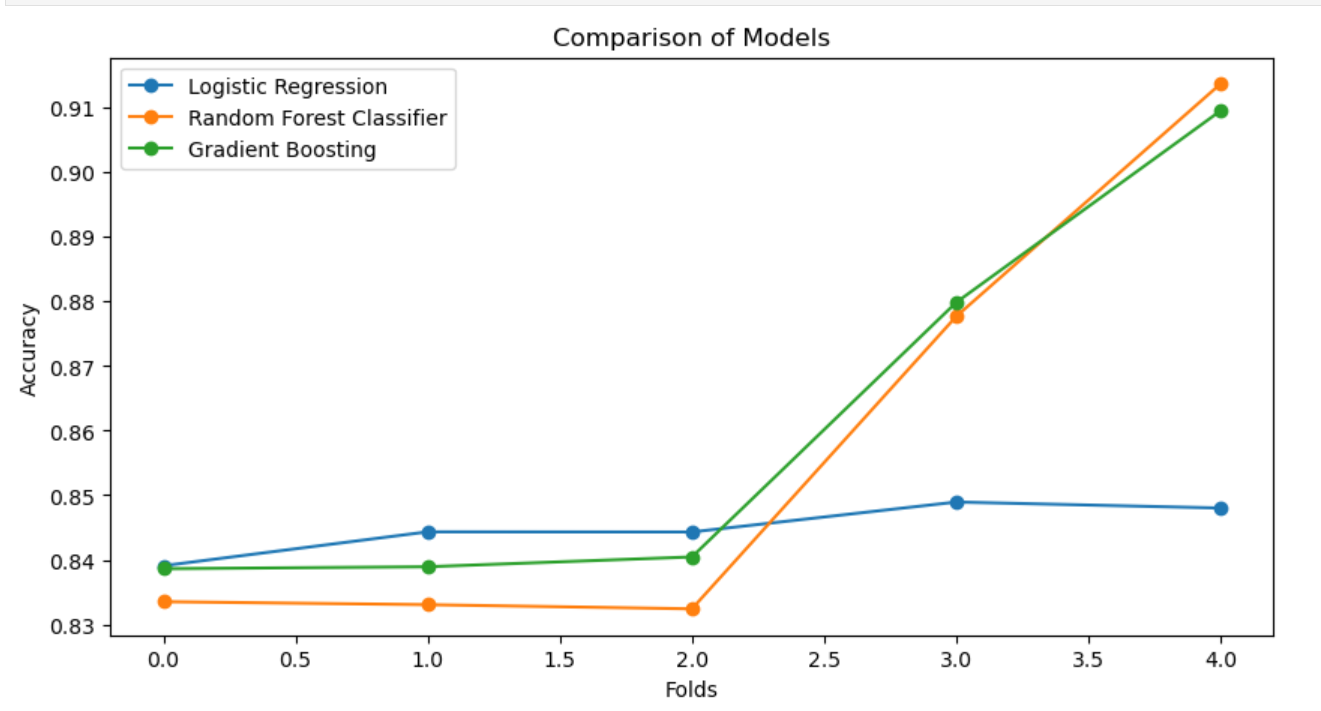 Comparison of Models
Logistic Regression
Random Forest Classifier
Gradient Boosting
0.91
0.90
0.89
0.88
0.87
0.86
0.85
0.84
0.83
Accuracy
0.0 0.5 1.0 1.5 2.0 2.5 3.0 3.5 4.0
Folds